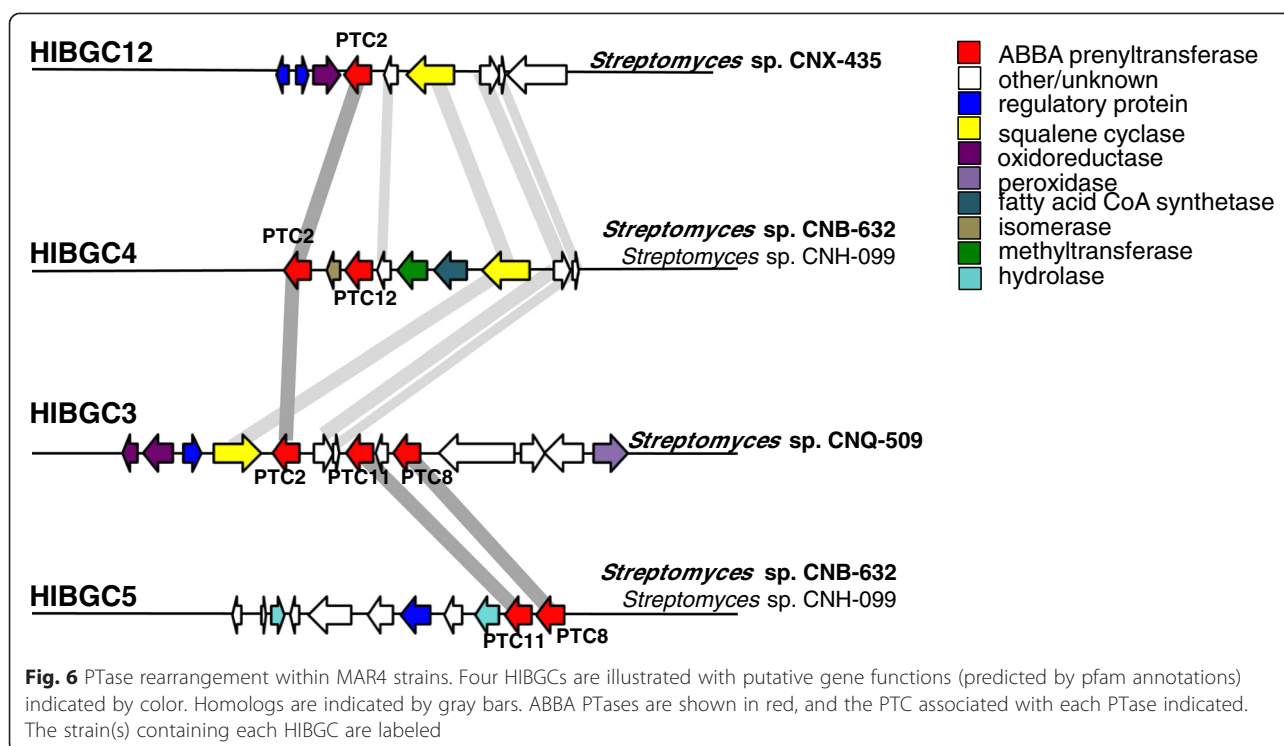 HIBGC12
PTC2
Streptomyces sp. CNX-435
ABBA prenyltransferase
other/unknown
regulatory protein
squalene cyclase
oxidoreductase
peroxidase
fatty acid CoA synthetase
isomerase
methyltransferase
hydrolase
HIBGC4
PTC2
PTC12
Streptomyces sp. CNB-632
Streptomyces sp. CNH-099
HIBGC3
PTC2
PTC11
PTC8
Streptomyces sp. CNQ-509
HIBGC5
PTC11
PTC8
Streptomyces sp. CNB-632
Streptomyces sp. CNH-099
Fig. 6 PTase rearrangement within MAR4 strains. Four HIBGCs are illustrated with putative gene functions (predicted by pfam annotations)
indicated by color. Homologs are indicated by gray bars. ABBA PTases are shown in red, and the PTC associated with each PTase indicated.
The strain(s) containing each HIBGC are labeled